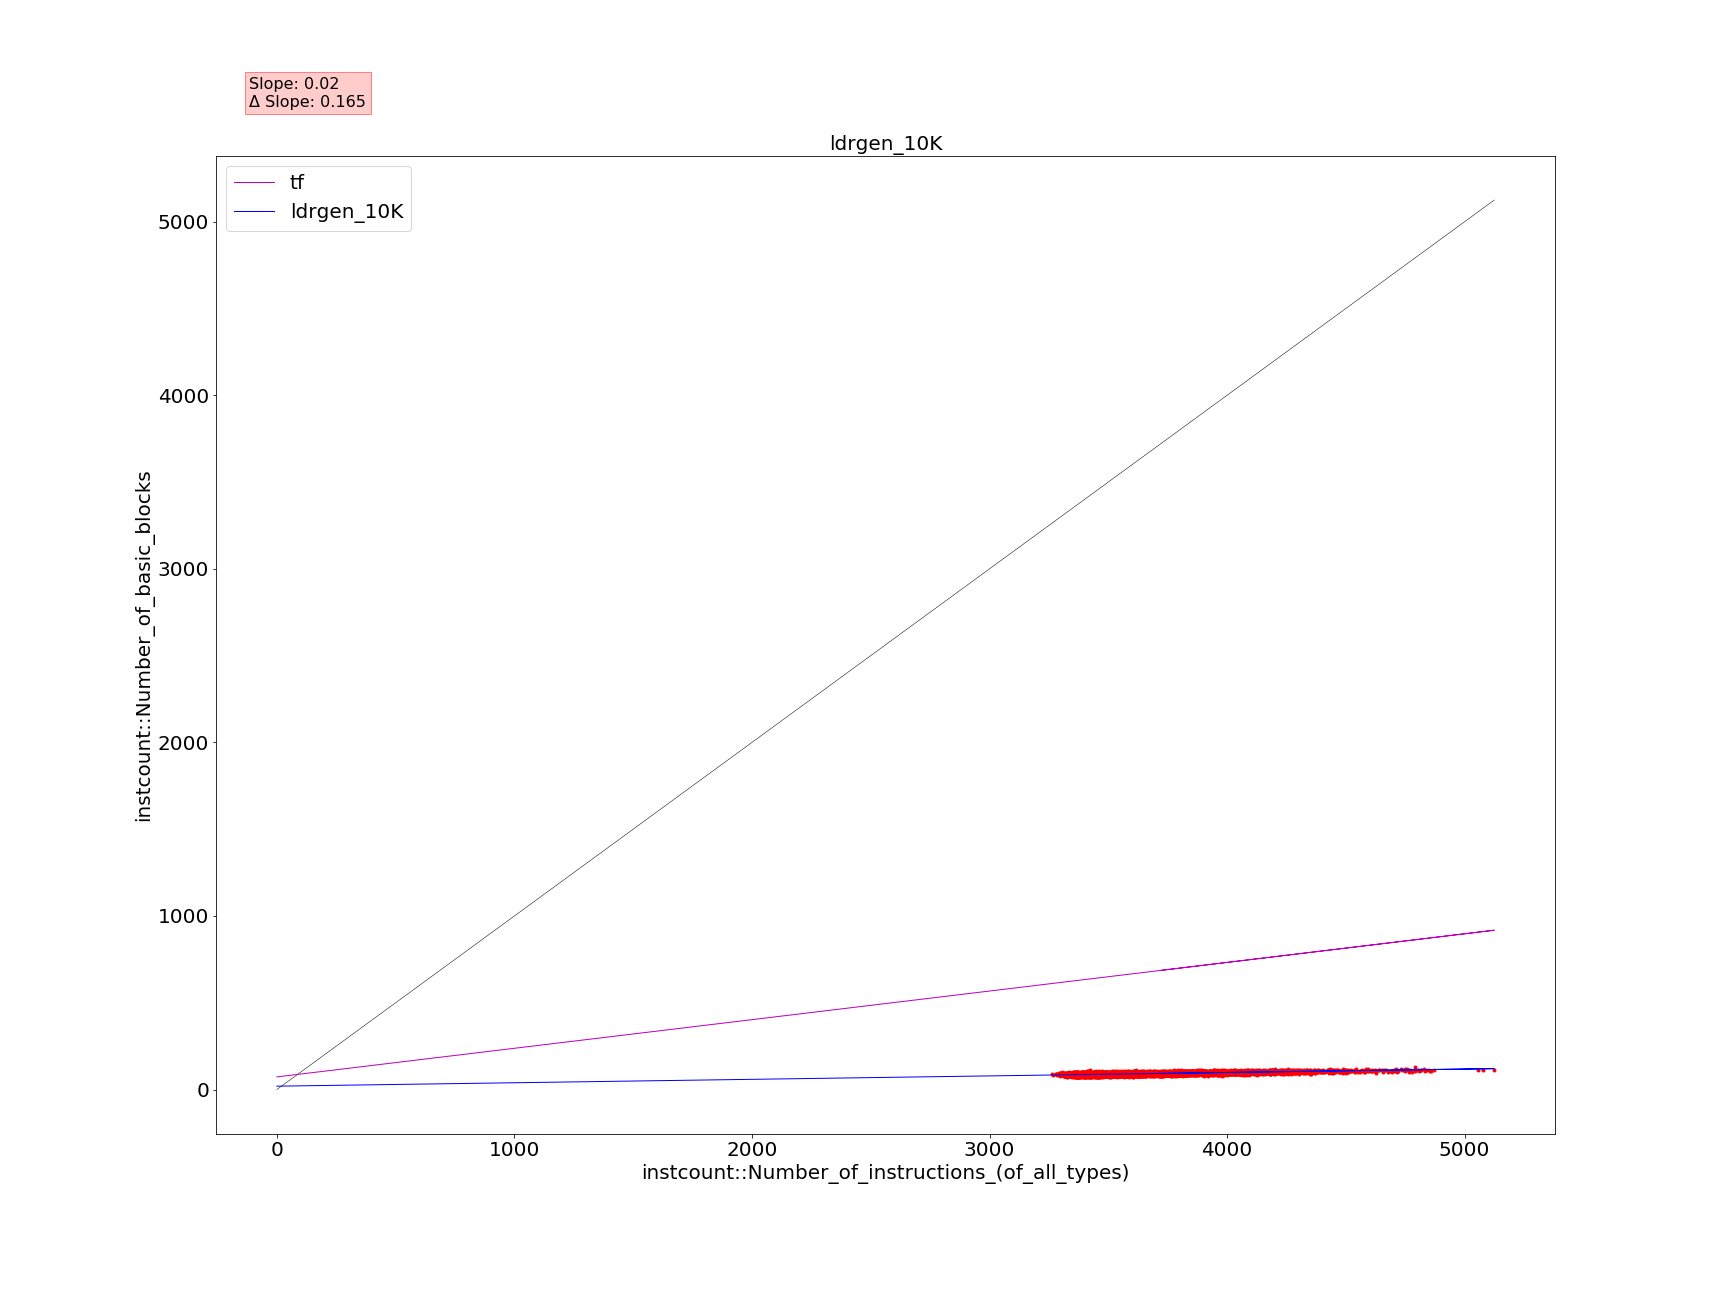 Slope: 0.02
Δ Slope: 0.165
ldrgen_10K
tf
ldrgen_10K
instcount::Number_of_basic_blocks
5000
4000
3000
2000
1000
0
0 1000 2000 3000 4000 5000
instcount::Number_of_instructions_(of_all_types)